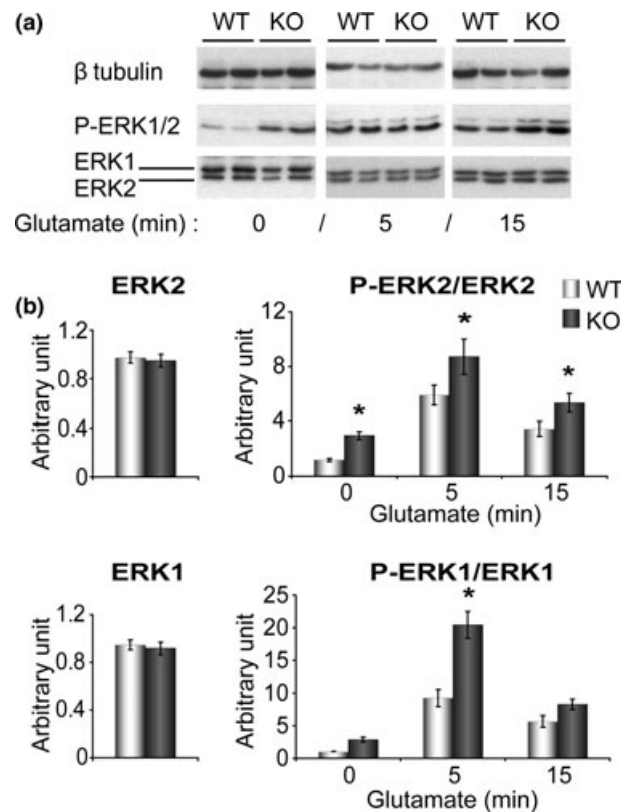 (a)
WT KO WT KO WT KO
β tubulin
P-ERK1/2
ERK1
ERK2
Glutamate (min) : 0 / 5 / 15
(b)
ERK2
Arbitrary unit
1.2
0.8
0.4
0
P-ERK2/ERK2
WT
KO
Arbitrary unit
12
8
4
0
* * *
0 5 15
Glutamate (min)
ERK1
Arbitrary unit
1.2
0.8
0.4
0
P-ERK1/ERK1
Arbitrary unit
25
20
15
10
5
0
*
0 5 15
Glutamate (min)